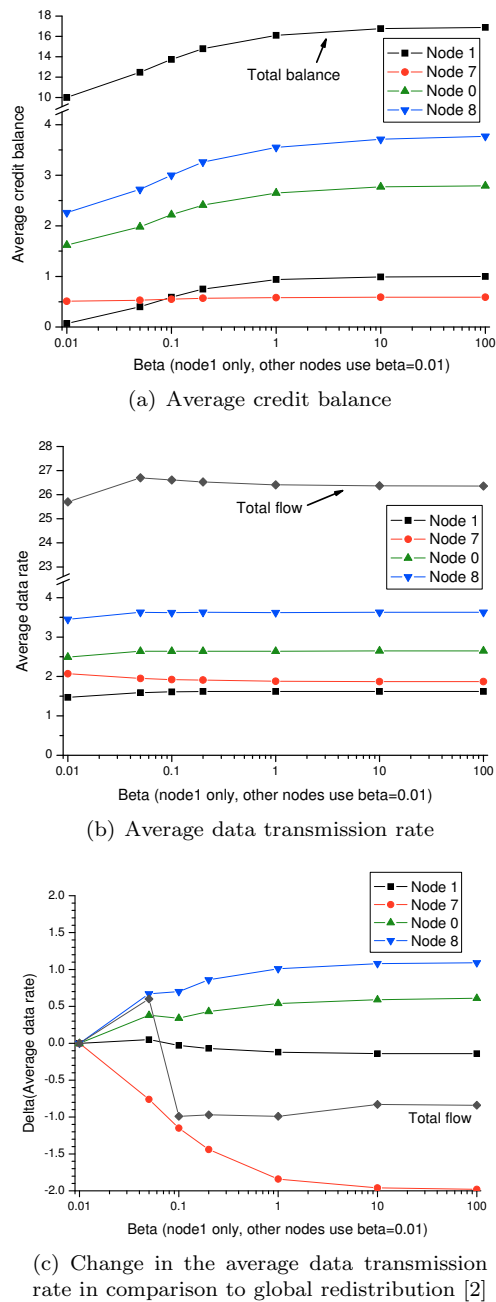 18
16
14
12
10
4
3
2
1
0
Average credit balance
Total balance
Node 1
Node 7
Node 0
Node 8
0.01
0.1
1
10
100
Beta (node1 only, other nodes use beta=0.01)
(a) Average credit balance
28
27
26
25
24
23
4
3
2
1
0
Average data rate
Total flow
Node 1
Node 7
Node 0
Node 8
0.01
0.1
1
10
100
Beta (node1 only, other nodes use beta=0.01)
(b) Average data transmission rate
2.0
1.5
1.0
0.5
0.0
-0.5
-1.0
-1.5
-2.0
Delta(Average data rate)
Node 1
Node 7
Node 0
Node 8
Total flow
0.01
0.1
1
10
100
Beta (node1 only, other nodes use beta=0.01)
(c) Change in the average data transmission
rate in comparison to global redistribution [2]